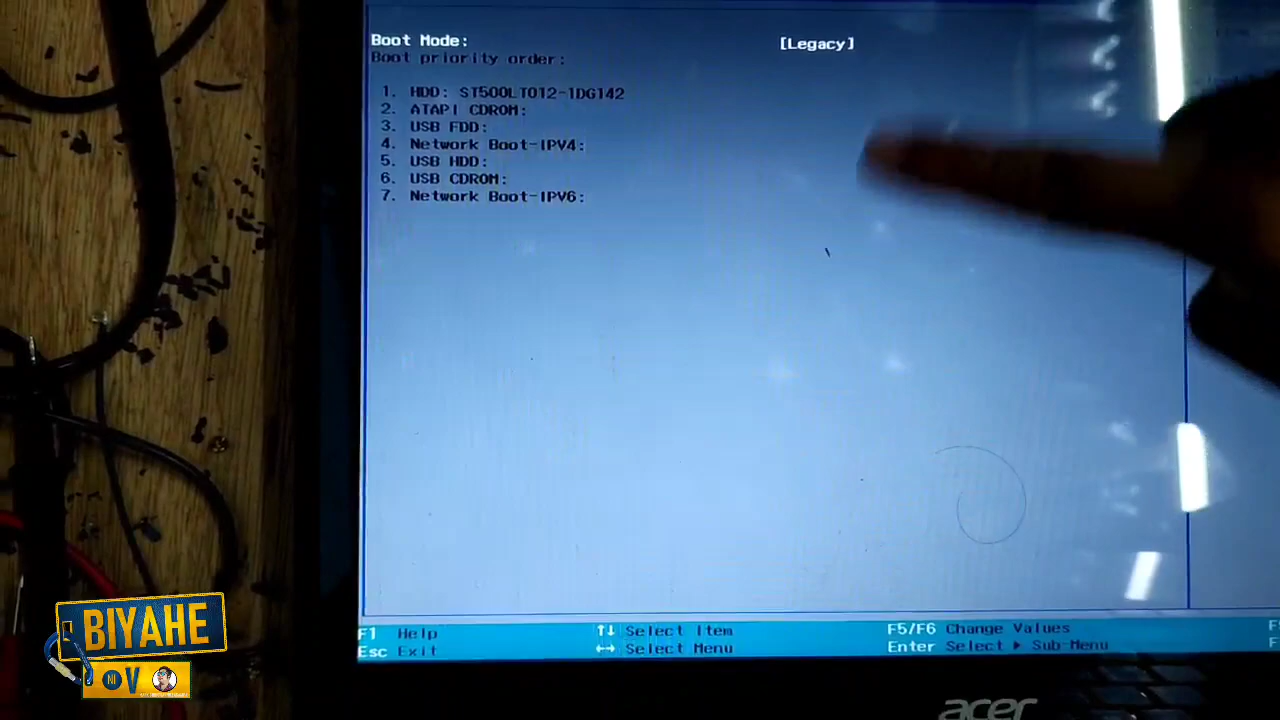 Boot Mode: [Legacy]
Boot priority order:
1. HDD: ST500LT012-1DG142
2. ATAPI CDROM:
3. USB FDD:
4. Network Boot-IPV4:
5. USB HDD:
6. USB CDROM:
7. Network Boot-IPV6:
F1 Help ↑↓ Select Item F5/F6 Change Values
Esc Exit ↔ Select Menu Enter Select ▶ Sub-Menu
acer
BIYAHE
NI V